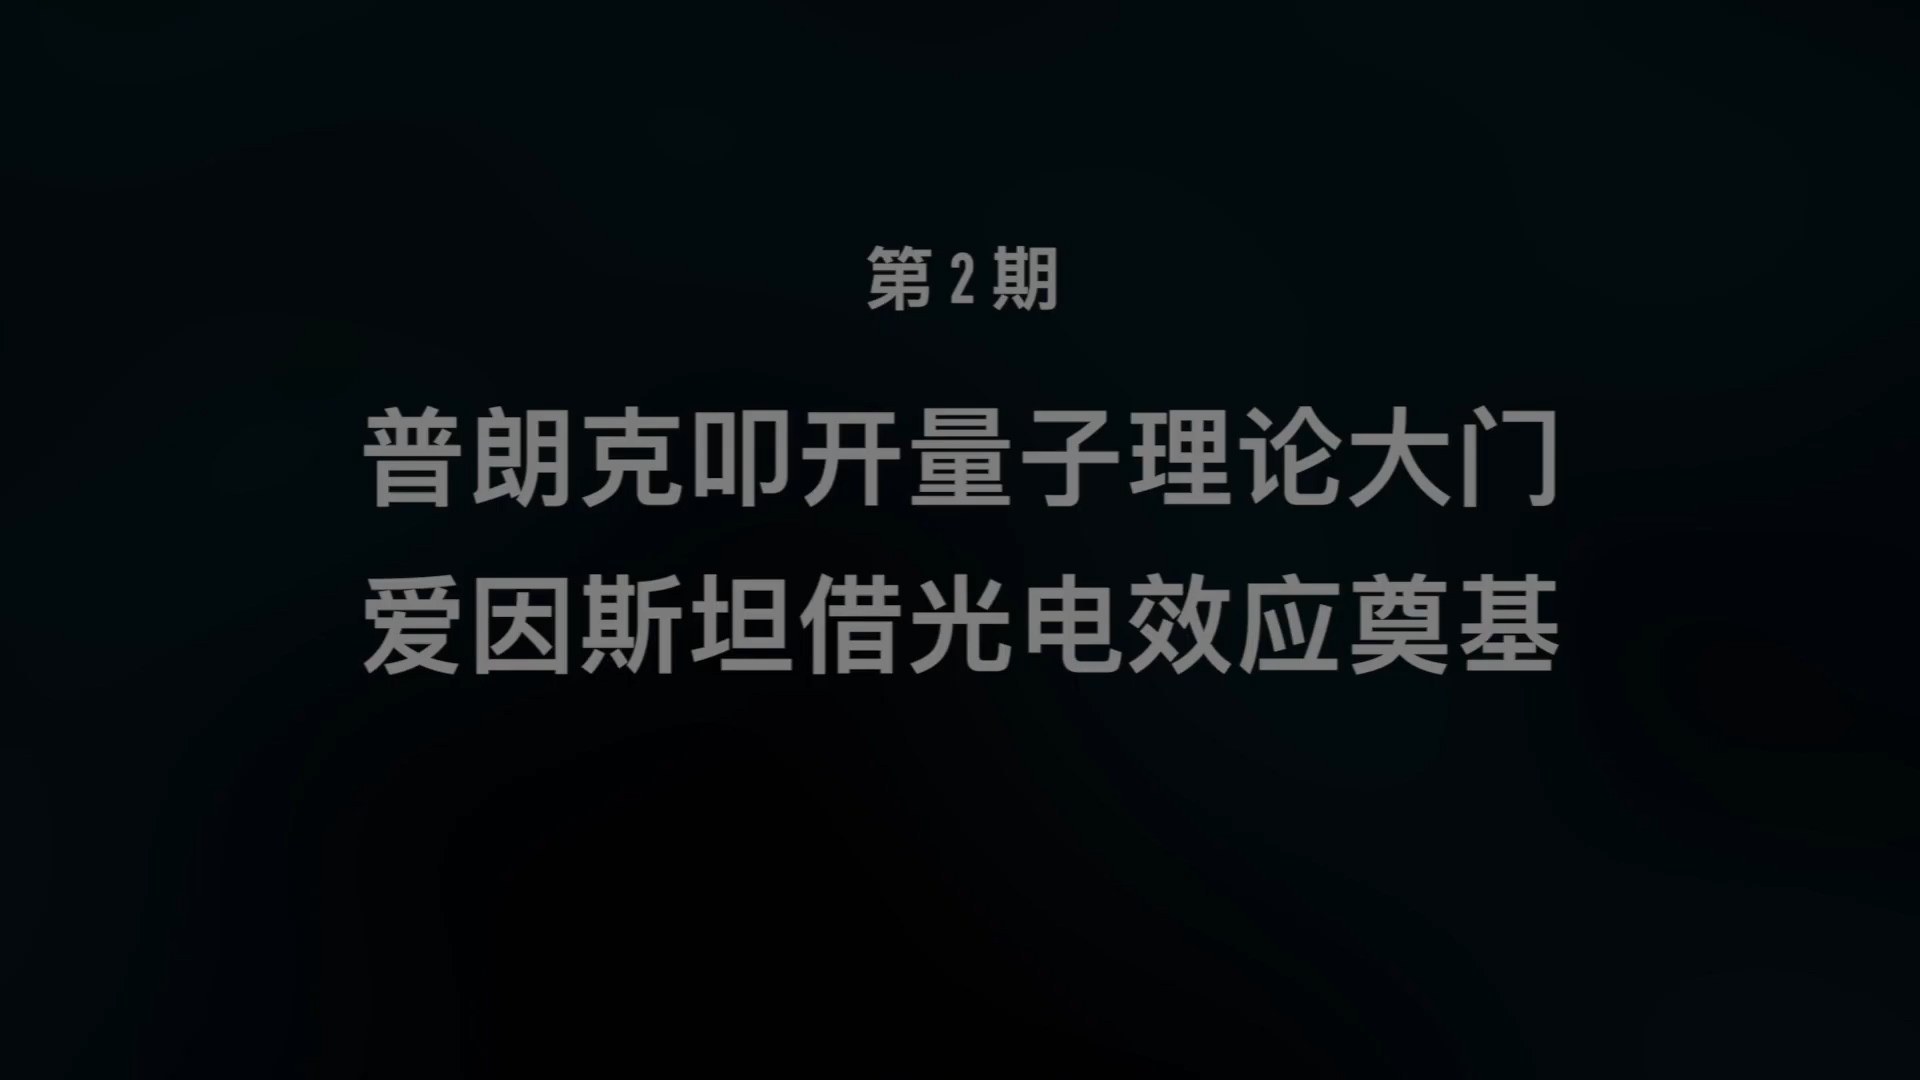 第2期
普朗克叩开量子理论大门
爱因斯坦借光电效应奠基